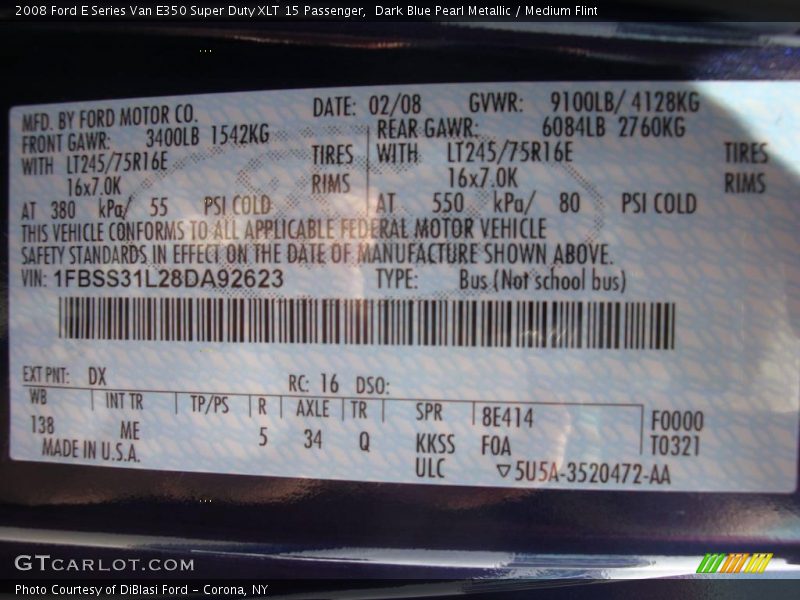 2008 Ford E Series Van E350 Super Duty XLT 15 Passenger,  Dark Blue Pearl Metallic / Medium Flint
MFD. BY FORD MOTOR CO. DATE: 02/08 GVWR: 9100LB/ 4128KG
FRONT GAWR: 3400LB 1542KG REAR GAWR: 6084LB 2760KG
WITH LT245/75R16E TIRES WITH LT245/75R16E TIRES
16x7.0K RIMS 16x7.0K RIMS
AT 380 kPa/ 55 PSI COLD AT 550 kPa/ 80 PSI COLD
THIS VEHICLE CONFORMS TO ALL APPLICABLE FEDERAL MOTOR VEHICLE
SAFETY STANDARDS IN EFFECT ON THE DATE OF MANUFACTURE SHOWN ABOVE.
VIN: 1FBSS31L28DA92623 TYPE: Bus (Not school bus)
EXT PNT: DX RC: 16 DSO:
WB INT TR TP/PS R AXLE TR SPR 8E414 F0000
138 ME 5 34 Q KKSS F0A T0321
MADE IN U.S.A. ULC ▽5U5A-3520472-AA
GTCARLOT.COM
Photo Courtesy of DiBlasi Ford - Corona, NY